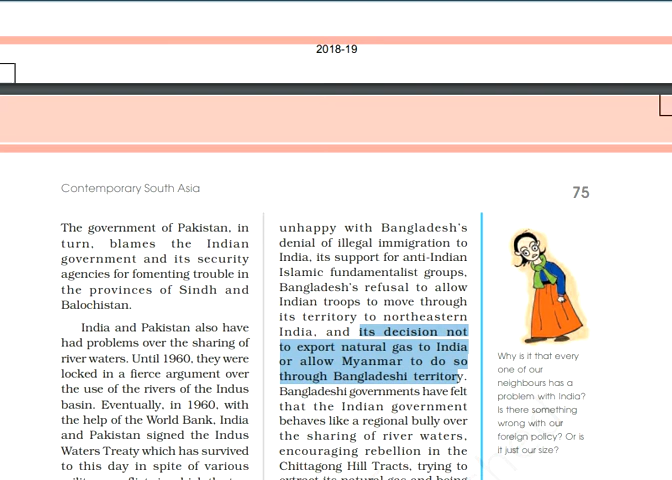 2018-19
Contemporary South Asia
75
The government of Pakistan, in
turn, blames the Indian
government and its security
agencies for fomenting trouble in
the provinces of Sindh and
Balochistan.
India and Pakistan also have
had problems over the sharing of
river waters. Until 1960, they were
locked in a fierce argument over
the use of the rivers of the Indus
basin. Eventually, in 1960, with
the help of the World Bank, India
and Pakistan signed the Indus
Waters Treaty which has survived
to this day in spite of various
unhappy with Bangladesh's
denial of illegal immigration to
India, its support for anti-Indian
Islamic fundamentalist groups,
Bangladesh's refusal to allow
Indian troops to move through
its territory to northeastern
India, and its decision not
to export natural gas to India
or allow Myanmar to do so
through Bangladeshi territory.
Bangladeshi governments have felt
that the Indian government
behaves like a regional bully over
the sharing of river waters,
encouraging rebellion in the
Chittagong Hill Tracts, trying to
extract its natural gas and being
Why is it that every
one of our
neighbours has a
problem with India?
Is there something
wrong with our
foreign policy? Or is
it just our size?